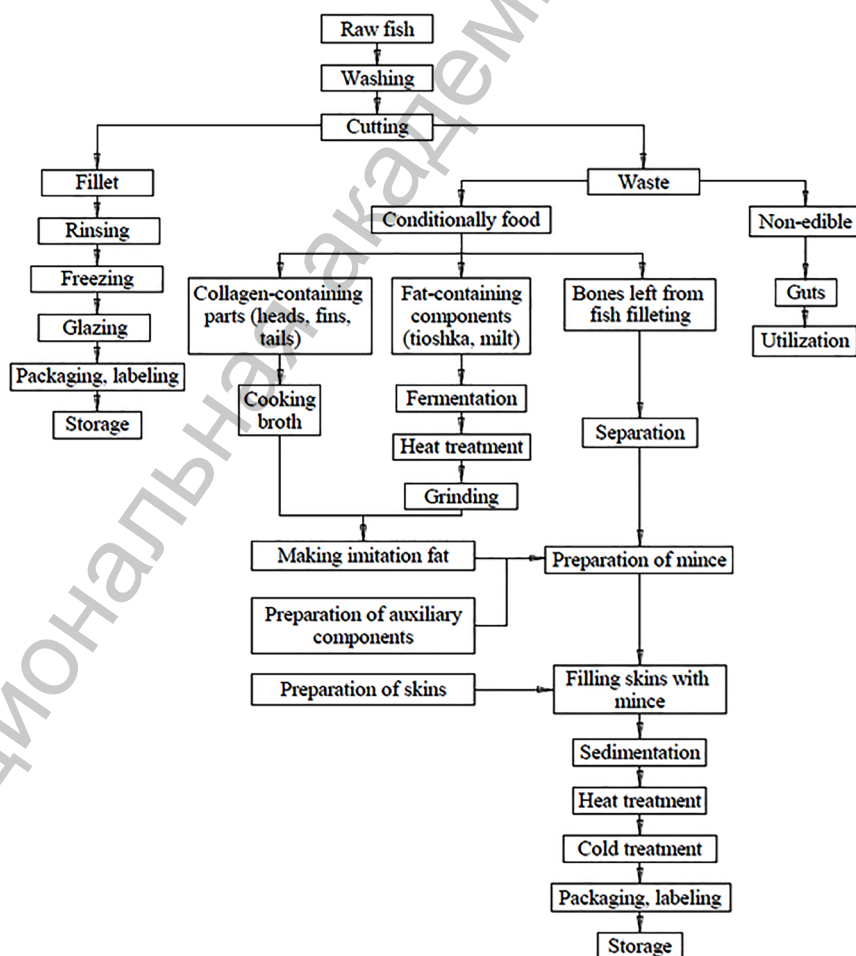 Raw fish
Washing
Cutting
Fillet
Waste
Rinsing
Conditionally food
Non-edible
Freezing
Collagen-containing
parts (heads, fins,
tails)
Fat-containing
components
(tioshka, milt)
Bones left from
fish filleting
Guts
Glazing
Utilization
Packaging, labeling
Cooking
broth
Fermentation
Storage
Separation
Heat treatment
Grinding
Making imitation fat
Preparation of mince
Preparation of auxiliary
components
Preparation of skins
Filling skins with
mince
Sedimentation
Heat treatment
Cold treatment
Packaging, labeling
Storage